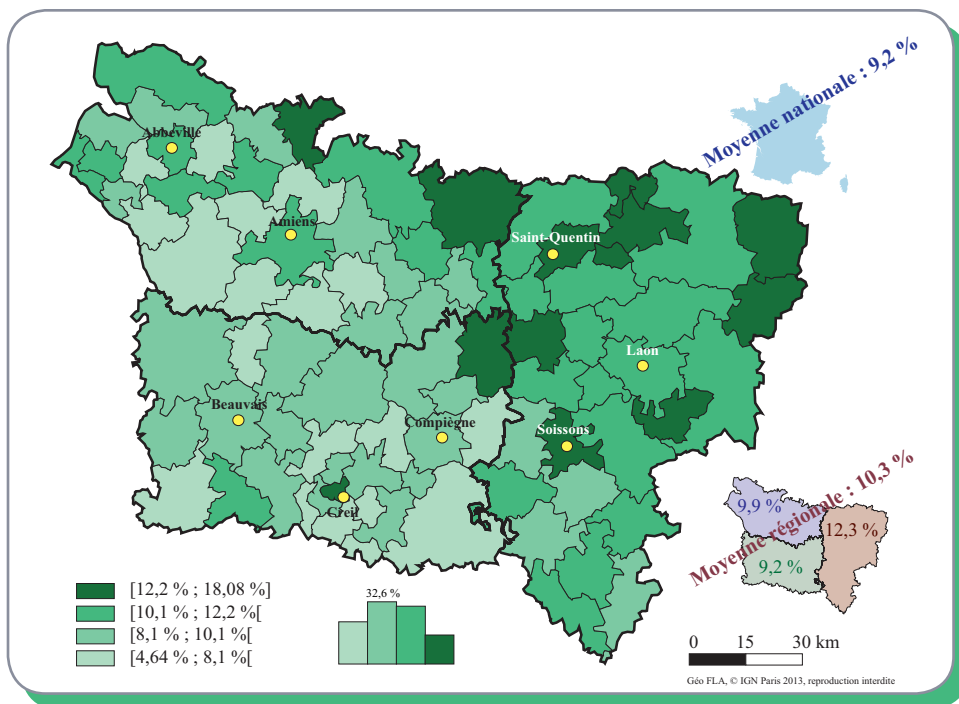 Moyenne nationale : 9,2 %
Abbeville
Amiens
Saint-Quentin
Laon
Beauvais
Compiègne
Soissons
Creil
Moyenne régionale : 10,3 %
9,9 %
12,3 %
9,2 %
[12,2 % ; 18,08 %]
[10,1 % ; 12,2 %[
[8,1 % ; 10,1 %[
[4,64 % ; 8,1 %[
32,6 %
0 15 30 km
Géo FLA, © IGN Paris 2013, reproduction interdite